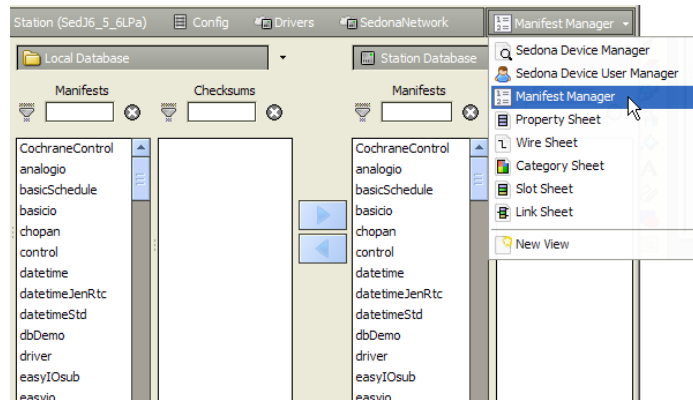 Station (SedJ6_5_6LPa) Config Drivers SedonaNetwork Manifest Manager
Local Database
Station Database
Manifests Checksums
Manifests
CochraneControl
analogio
basicSchedule
basicio
chopan
control
datetime
datetimeJenRtc
datetimeStd
dbDemo
driver
easyIOsub
easyio
CochraneControl
analogio
basicSchedule
basicio
chopan
control
datetime
datetimeJenRtc
datetimeStd
dbDemo
driver
easyIOsub
easyio
Sedona Device Manager
Sedona Device User Manager
Manifest Manager
Property Sheet
Wire Sheet
Category Sheet
Slot Sheet
Link Sheet
New View